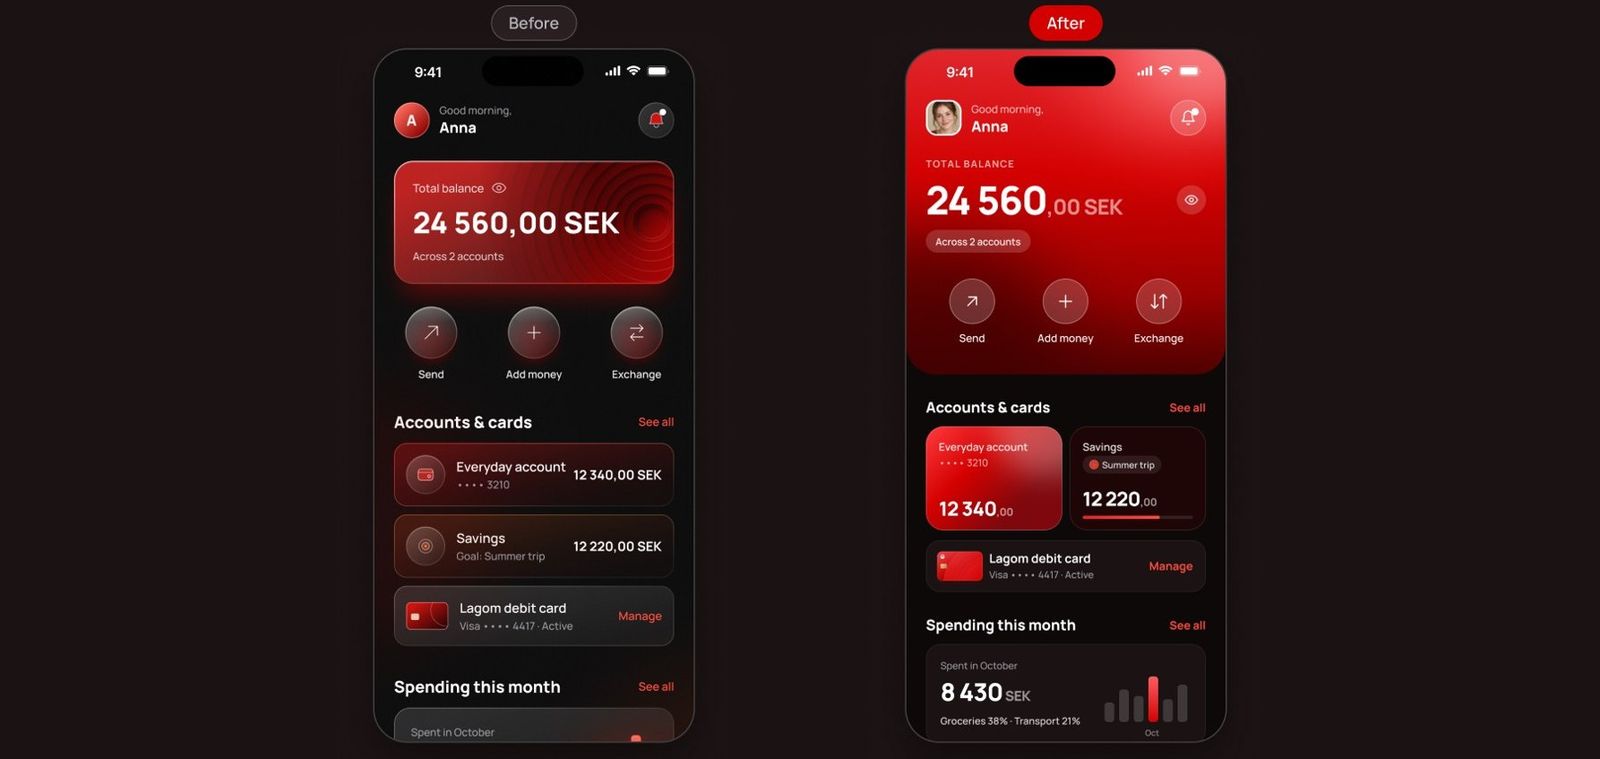 Before
9:41
A
Good morning,
Anna
Total balance
24 560,00 SEK
Across 2 accounts
Send
Add money
Exchange
Accounts & cards
See all
Everyday account
•••• 3210
12 340,00 SEK
Savings
Goal: Summer trip
12 220,00 SEK
Lagom debit card
Visa •••• 4417 · Active
Manage
Spending this month
See all
Spent in October
After
9:41
Good morning,
Anna
TOTAL BALANCE
24 560,00 SEK
Across 2 accounts
Send
Add money
Exchange
Accounts & cards
See all
Everyday account
•••• 3210
12 340,00
Savings
Summer trip
12 220,00
Lagom debit card
Visa •••• 4417 · Active
Manage
Spending this month
See all
Spent in October
8 430 SEK
Groceries 38% · Transport 21%
Oct